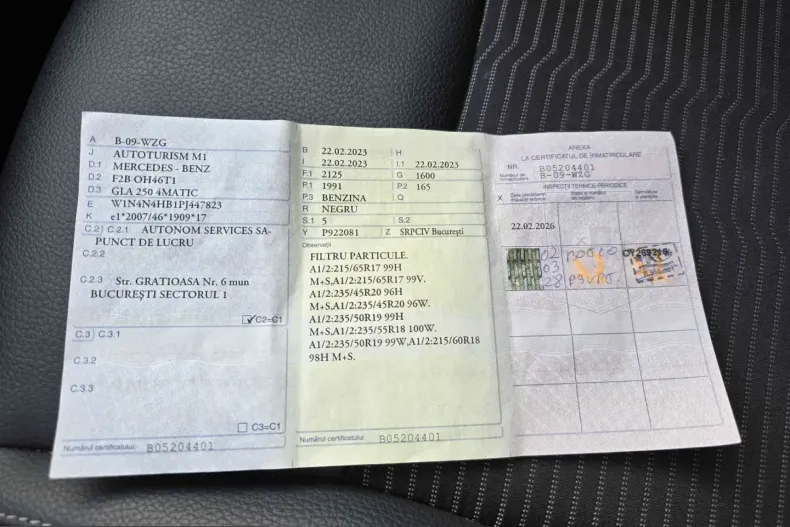 A B-09-WZG
J AUTOTURISM M1
D.1 MERCEDES - BENZ
D.2 F2B OH46T1
D.3 GLA 250 4MATIC
E W1N4N4HB1PJ447823
K e1*2007/46*1909*17
C.2 C.2.1 AUTONOM SERVICES SA-
PUNCT DE LUCRU
C.2.2
C.2.3 Str. GRATIOASA Nr. 6 mun
BUCUREȘTI SECTORUL 1
C2=C1
C.3 C.3.1
C.3.2
C.3.3
C3=C1
Numărul certificatului: B05204401
B 22.02.2023 H
I 22.02.2023 I.1 22.02.2023
F.1 2125 G 1600
P.1 1991 P.2 165
P.3 BENZINA Q
R NEGRU
S.1 5 S.2
Y P922081 Z SRPCIV București
Observații
FILTRU PARTICULE.
A1/2:215/65R17 99H
M+S,A1/2:215/65R17 99V.
A1/2:235/45R20 96H
M+S,A1/2:235/45R20 96W.
A1/2:235/50R19 99H
M+S,A1/2:235/55R18 100W.
A1/2:235/50R19 99W,A1/2:215/60R18
98H M+S.
Numărul certificatului: B05204401
ANEXA
LA CERTIFICATUL DE ÎNMATRICULARE
NR. B05204401
Numărul de înmatriculare B-09-WZG
INSPECȚII TEHNICE PERIODICE
X
22.02.2026
02
03
28